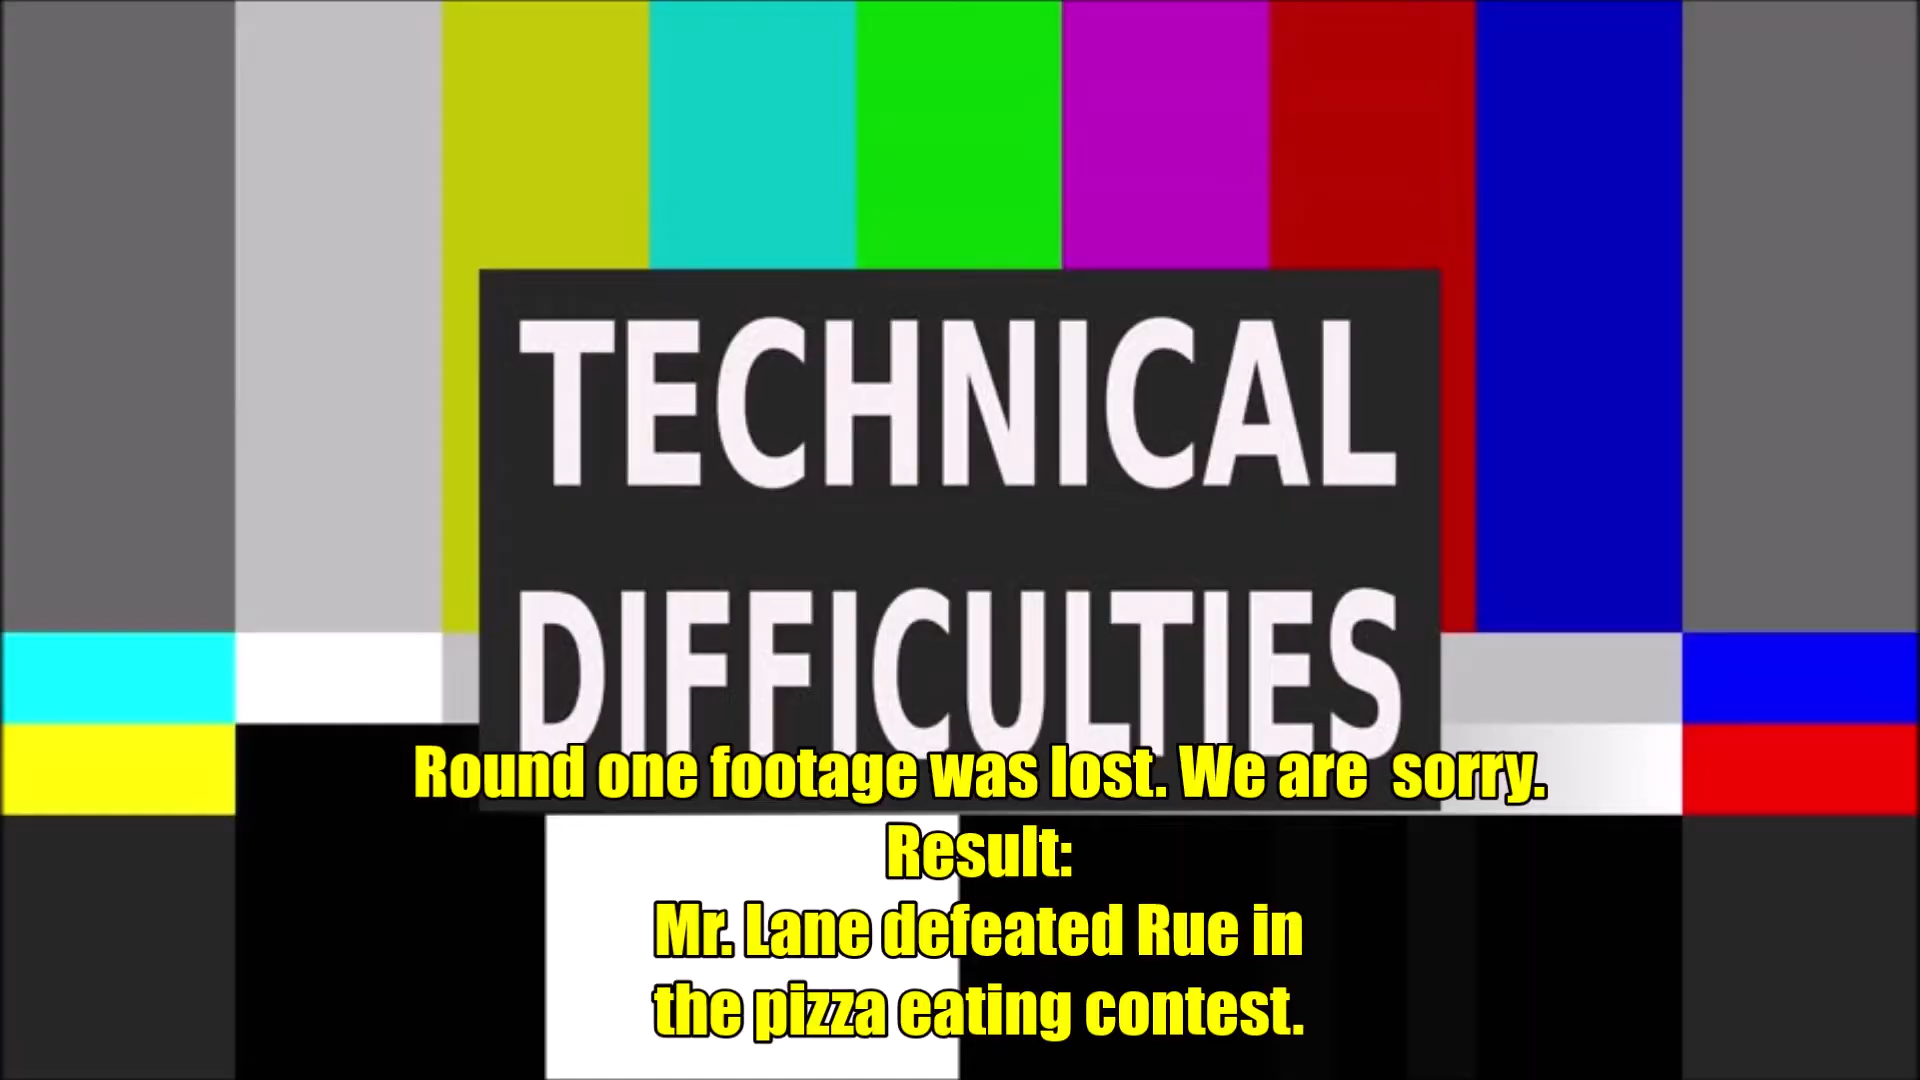 TECHNICAL
DIFFICULTIES
Round one footage was lost. We are  sorry.
Result:
Mr. Lane defeated Rue in
the pizza eating contest.